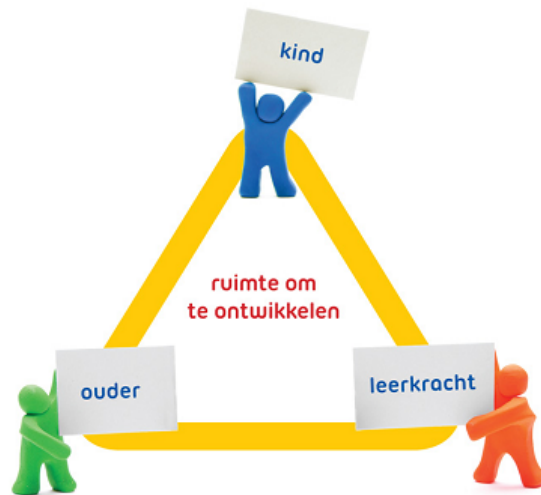 kind
ruimte om
te ontwikkelen
ouder
leerkracht